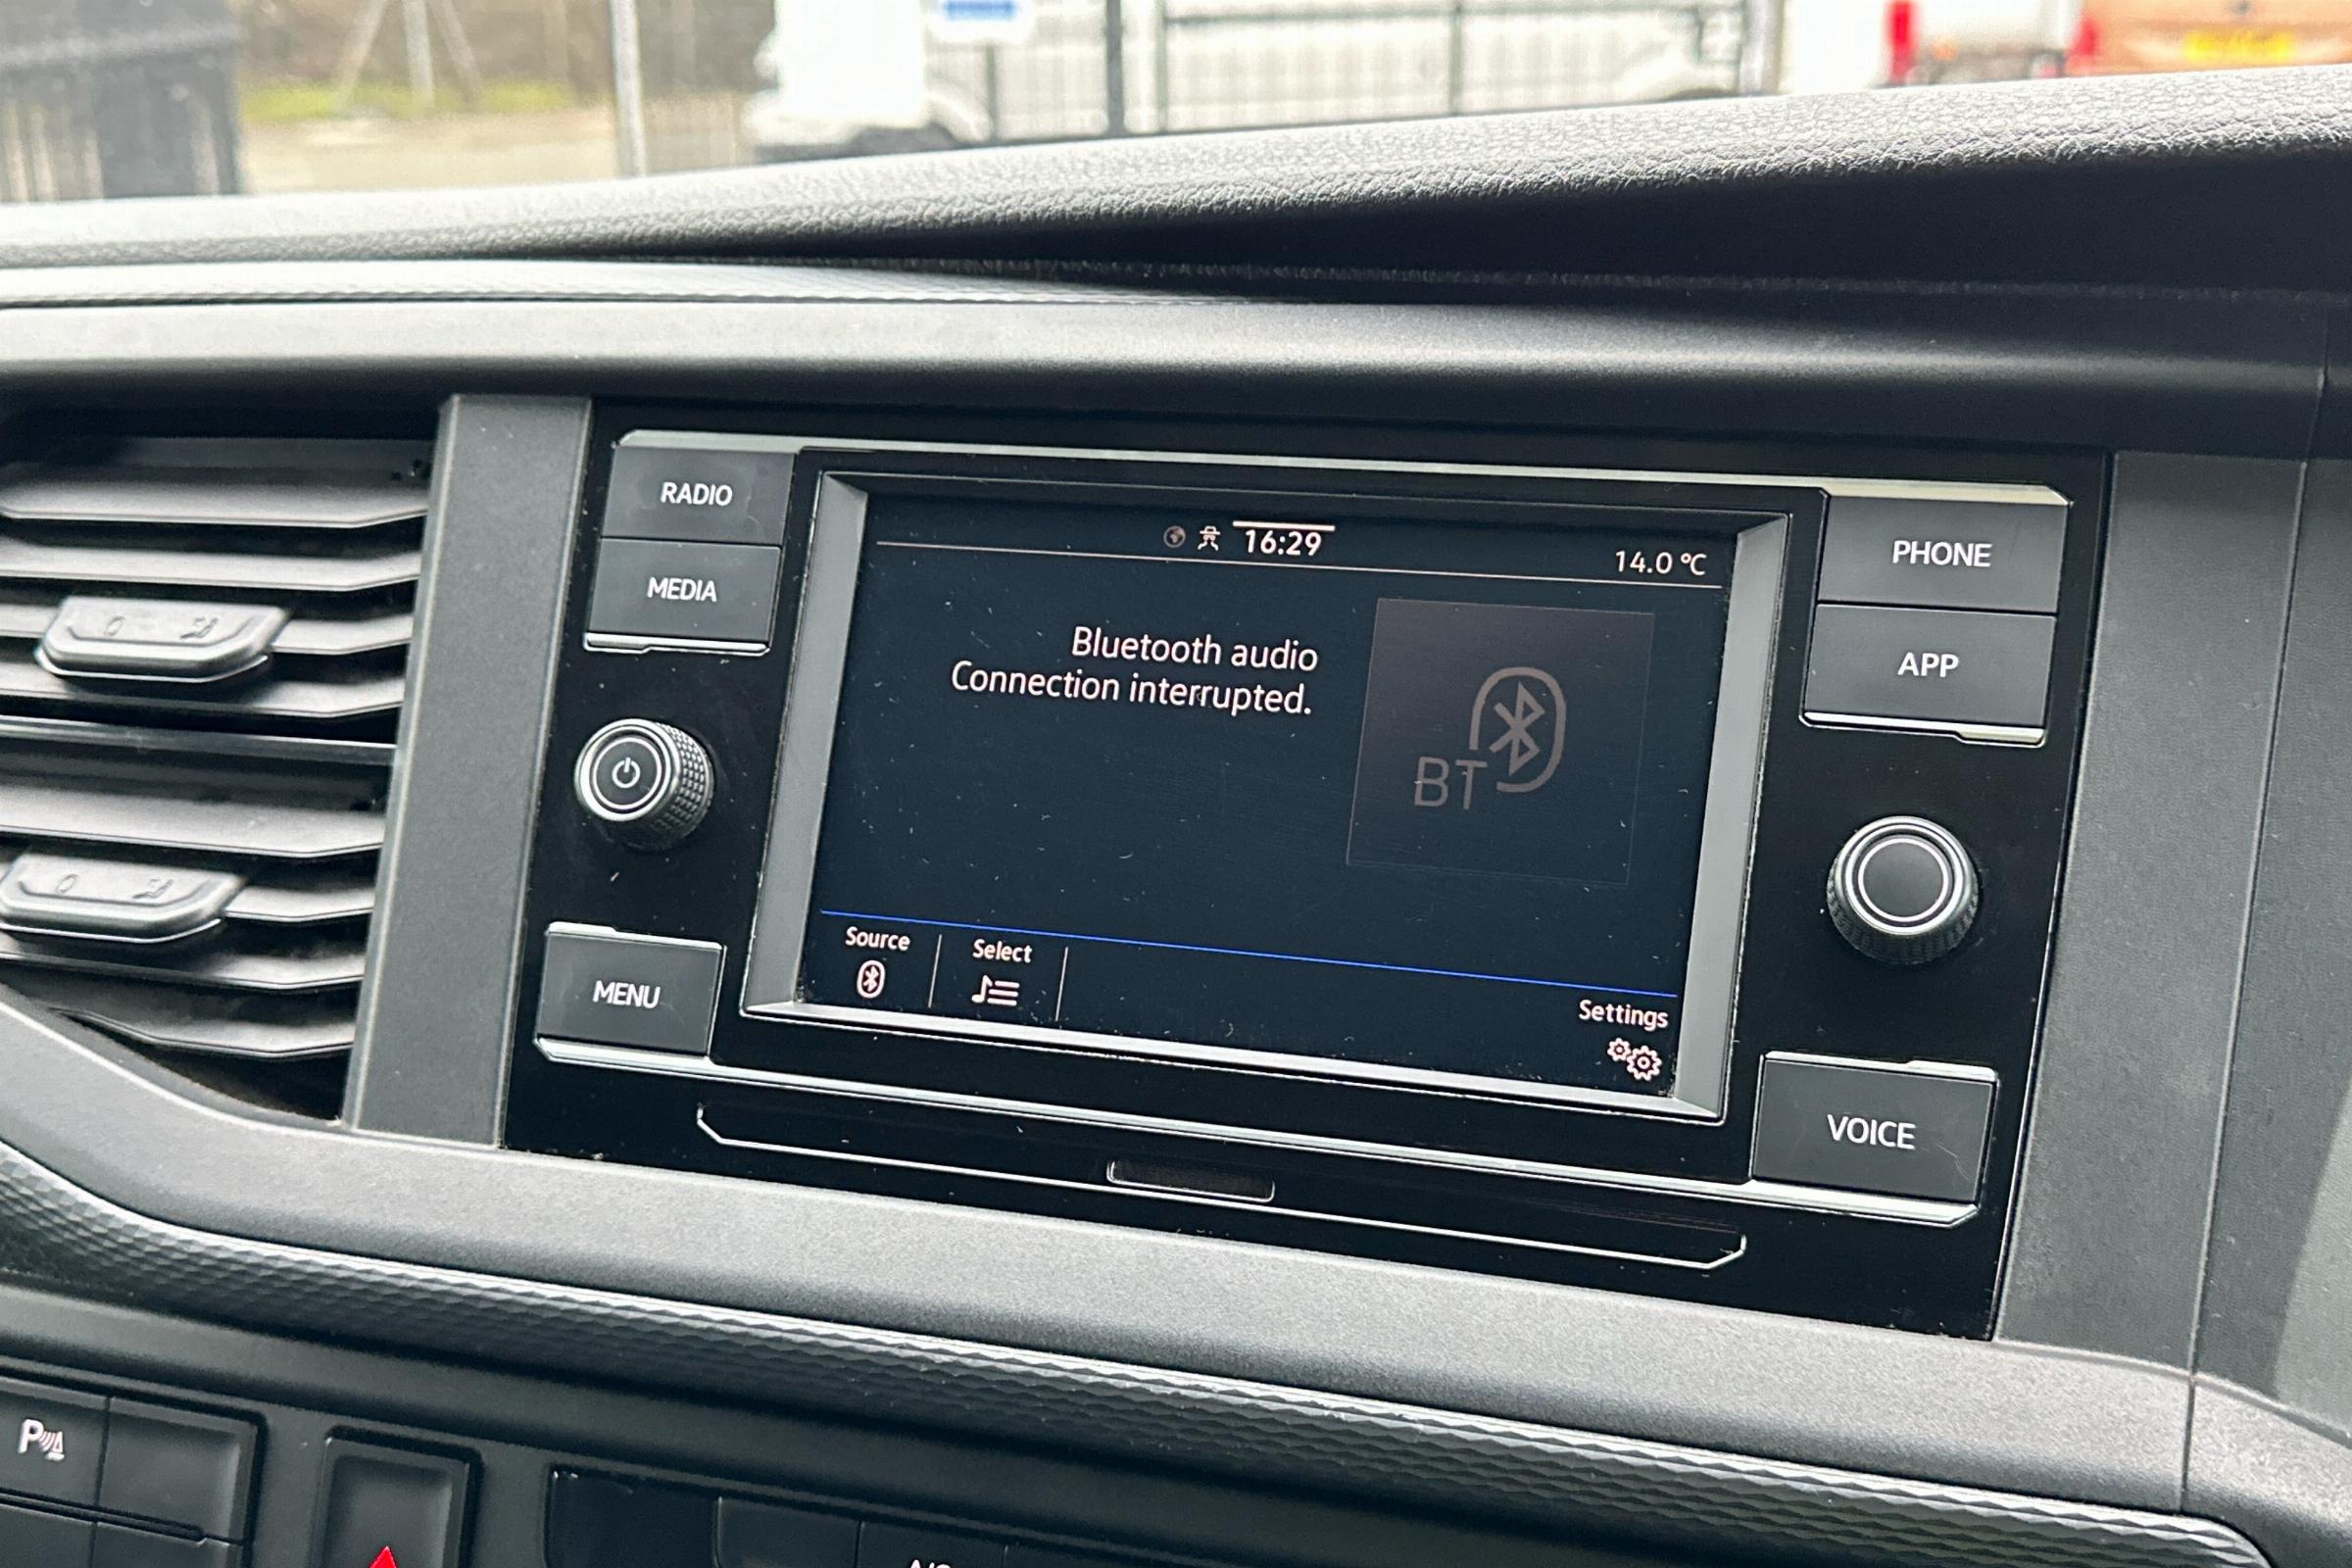 RADIO
MEDIA
MENU
16:29
14.0 °C
Bluetooth audio
Connection interrupted.
BT
Source
Select
Settings
PHONE
APP
VOICE
P